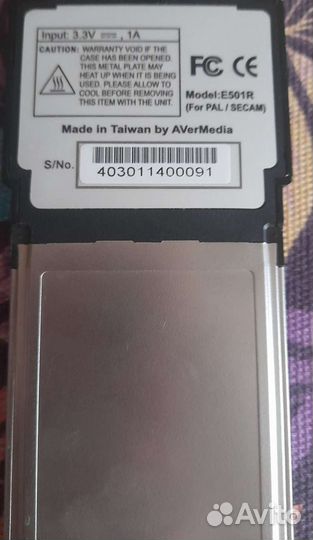 Input: 3.3V ⎓, 1A
CAUTION: WARRANTY VOID IF THE
CASE HAS BEEN OPENED.
THIS METAL PLATE MAY
HEAT UP WHEN IT IS BEING
USED. PLEASE ALLOW TO
COOL BEFORE REMOVING
THIS ITEM WITH THE UNIT.
FC CE
Model:E501R
(For PAL / SECAM)
Made in Taiwan by AVerMedia
S/No.
403011400091
Avito